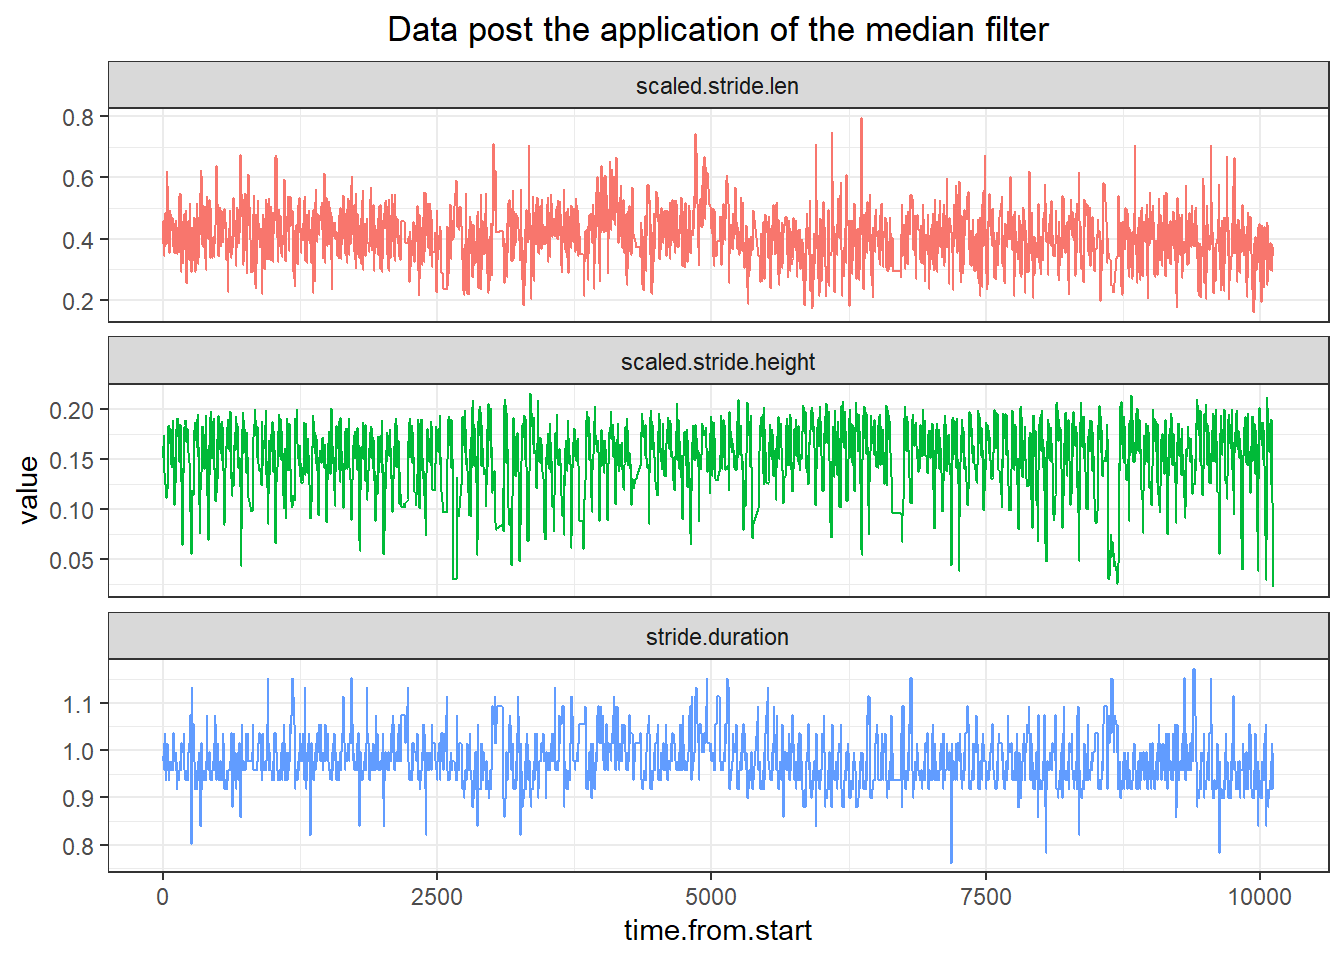 Data post the application of the median filter
scaled.stride.len
0.8
0.6
0.4
0.2
scaled.stride.height
0.20
0.15
0.10
0.05
value
stride.duration
1.1
1.0
0.9
0.8
0 2500 5000 7500 10000
time.from.start